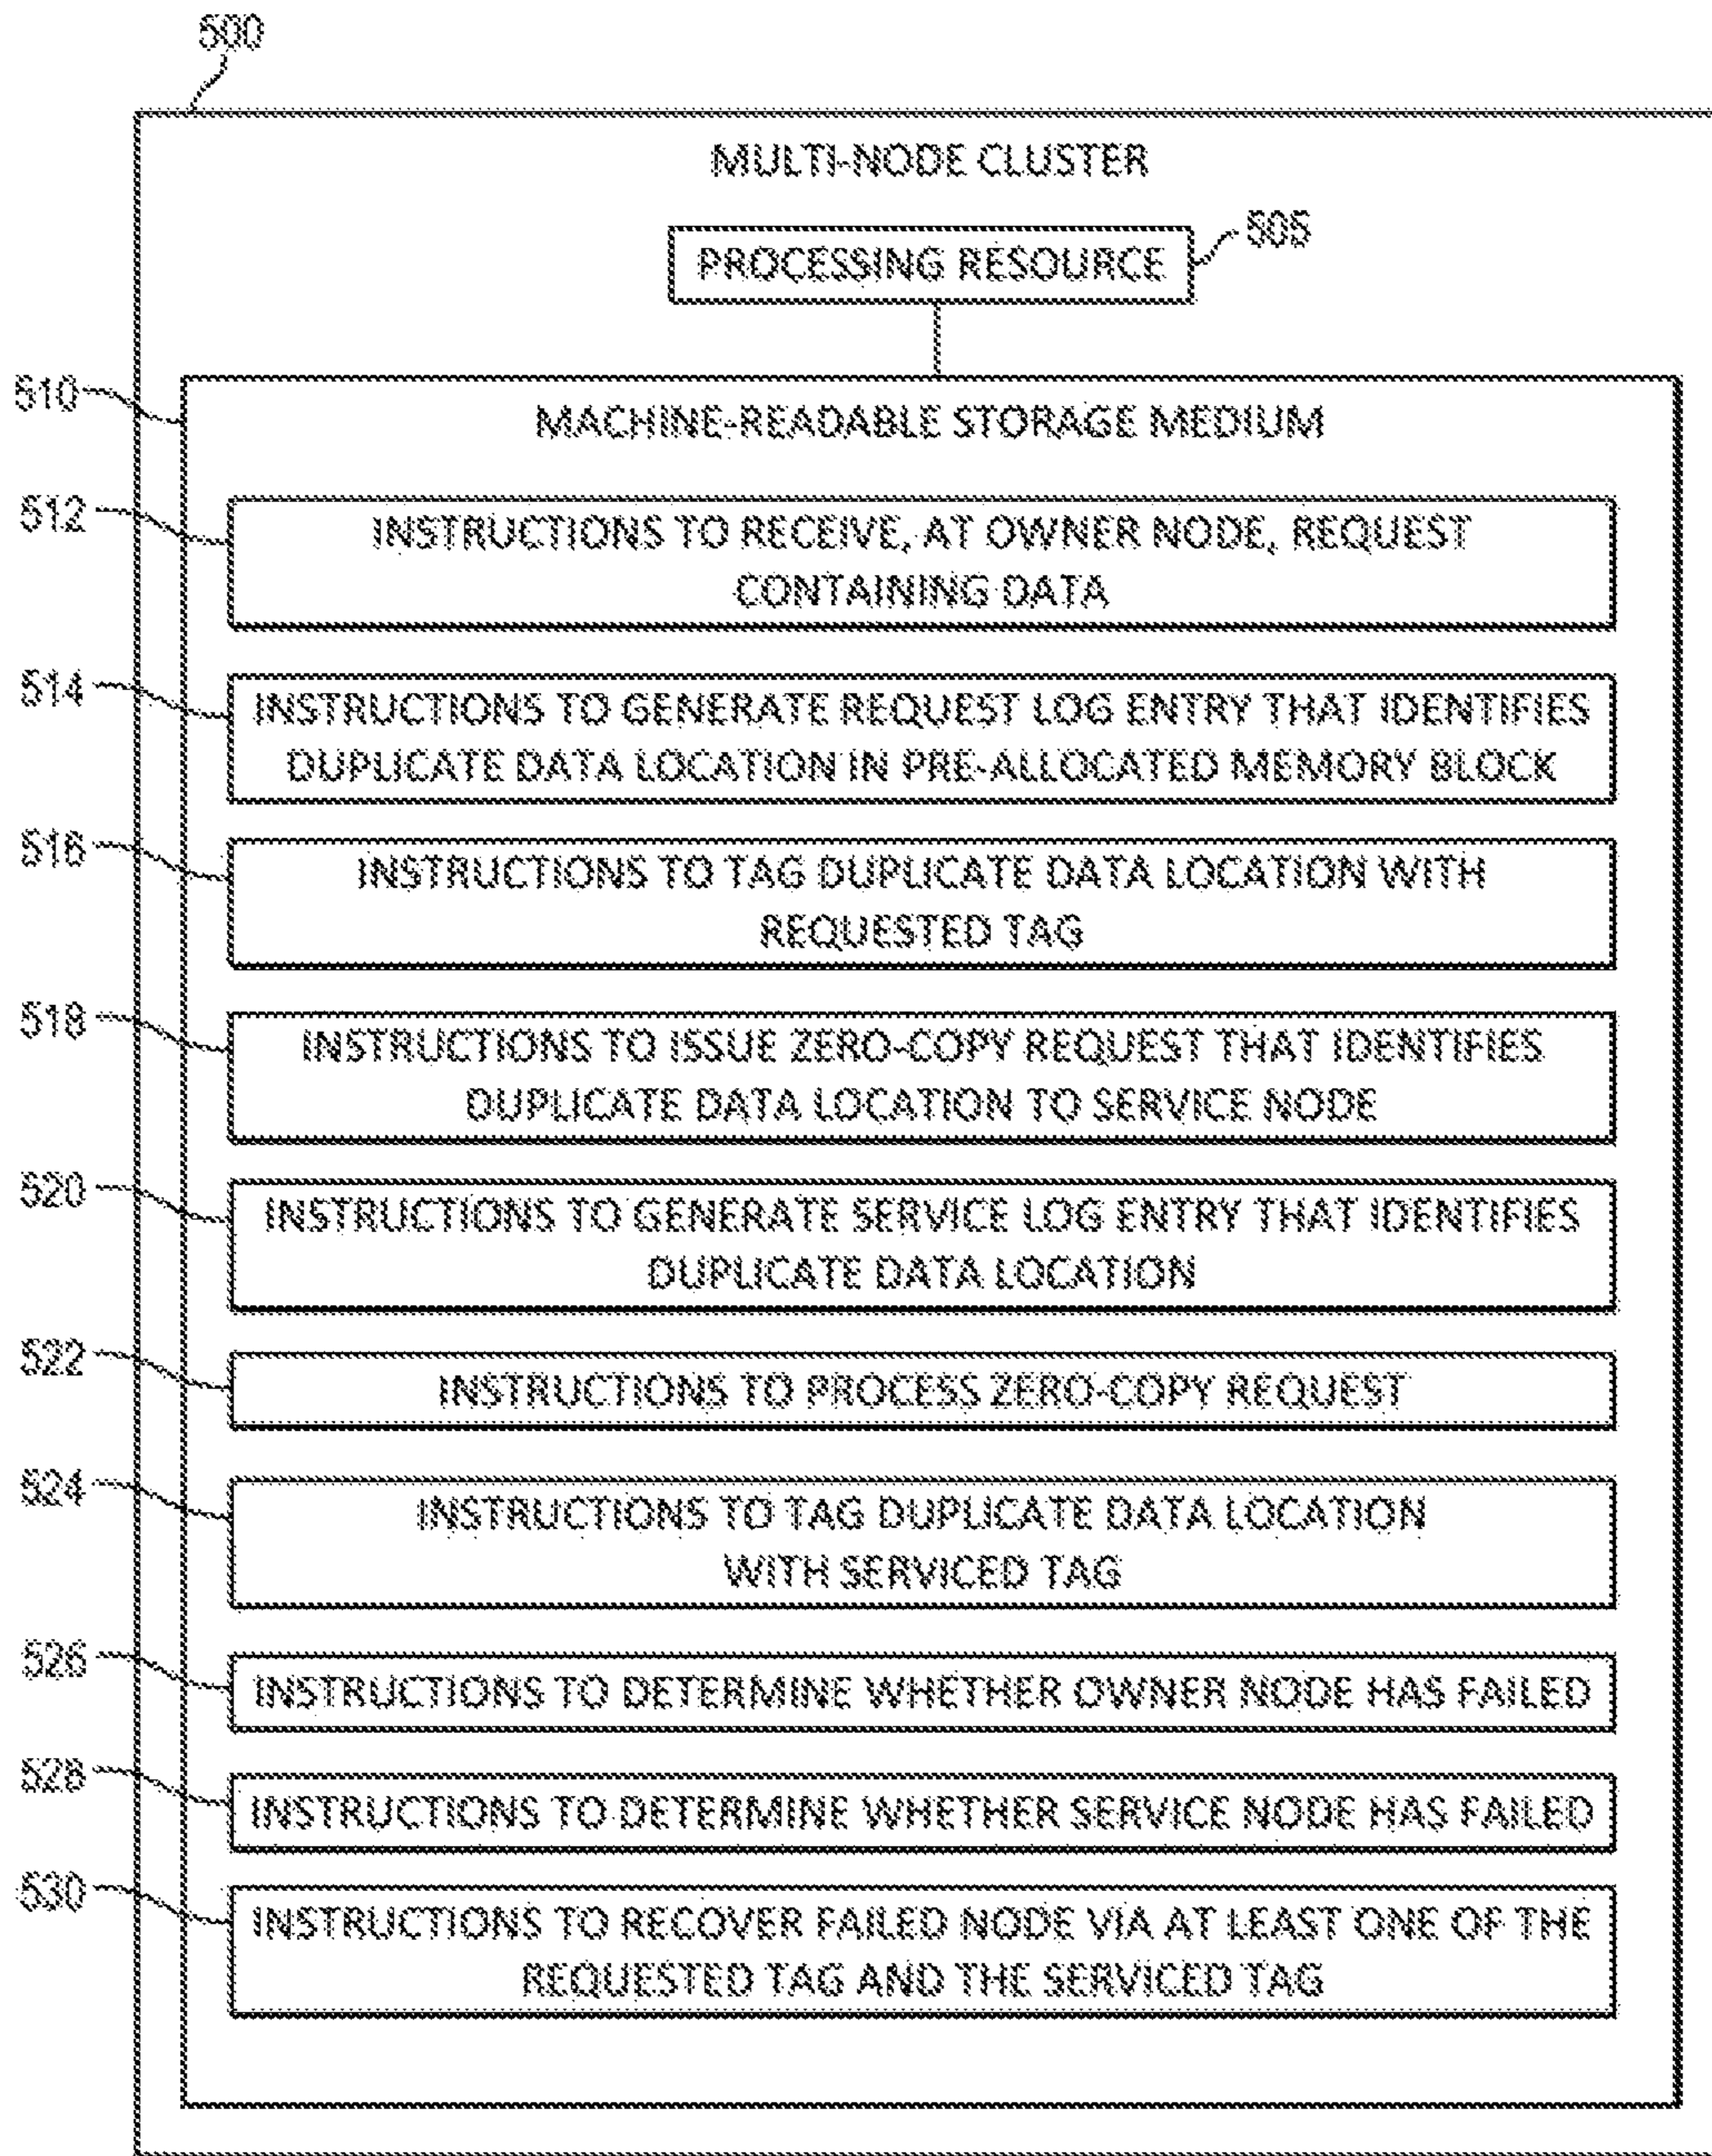 500
MULTI-NODE CLUSTER
PROCESSING RESOURCE
505
510
MACHINE-READABLE STORAGE MEDIUM
512
INSTRUCTIONS TO RECEIVE, AT OWNER NODE, REQUEST
CONTAINING DATA
514
INSTRUCTIONS TO GENERATE REQUEST LOG ENTRY THAT IDENTIFIES
DUPLICATE DATA LOCATION IN PRE-ALLOCATED MEMORY BLOCK
516
INSTRUCTIONS TO TAG DUPLICATE DATA LOCATION WITH
REQUESTED TAG
518
INSTRUCTIONS TO ISSUE ZERO-COPY REQUEST THAT IDENTIFIES
DUPLICATE DATA LOCATION TO SERVICE NODE
520
INSTRUCTIONS TO GENERATE SERVICE LOG ENTRY THAT IDENTIFIES
DUPLICATE DATA LOCATION
522
INSTRUCTIONS TO PROCESS ZERO-COPY REQUEST
524
INSTRUCTIONS TO TAG DUPLICATE DATA LOCATION
WITH SERVICED TAG
526
INSTRUCTIONS TO DETERMINE WHETHER OWNER NODE HAS FAILED
528
INSTRUCTIONS TO DETERMINE WHETHER SERVICE NODE HAS FAILED
530
INSTRUCTIONS TO RECOVER FAILED NODE VIA AT LEAST ONE OF THE
REQUESTED TAG AND THE SERVICED TAG